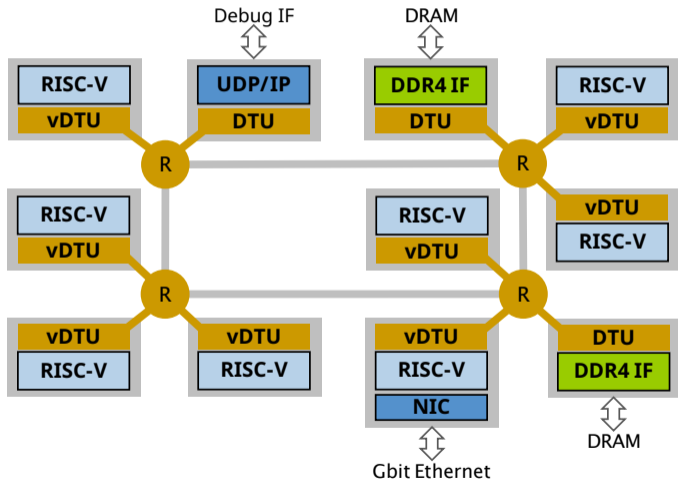 Debug IF
DRAM
RISC-V
vDTU
UDP/IP
DTU
DDR4 IF
DTU
RISC-V
vDTU
R
R
RISC-V
vDTU
RISC-V
vDTU
vDTU
RISC-V
R
R
vDTU
RISC-V
vDTU
RISC-V
vDTU
RISC-V
NIC
DTU
DDR4 IF
DRAM
Gbit Ethernet